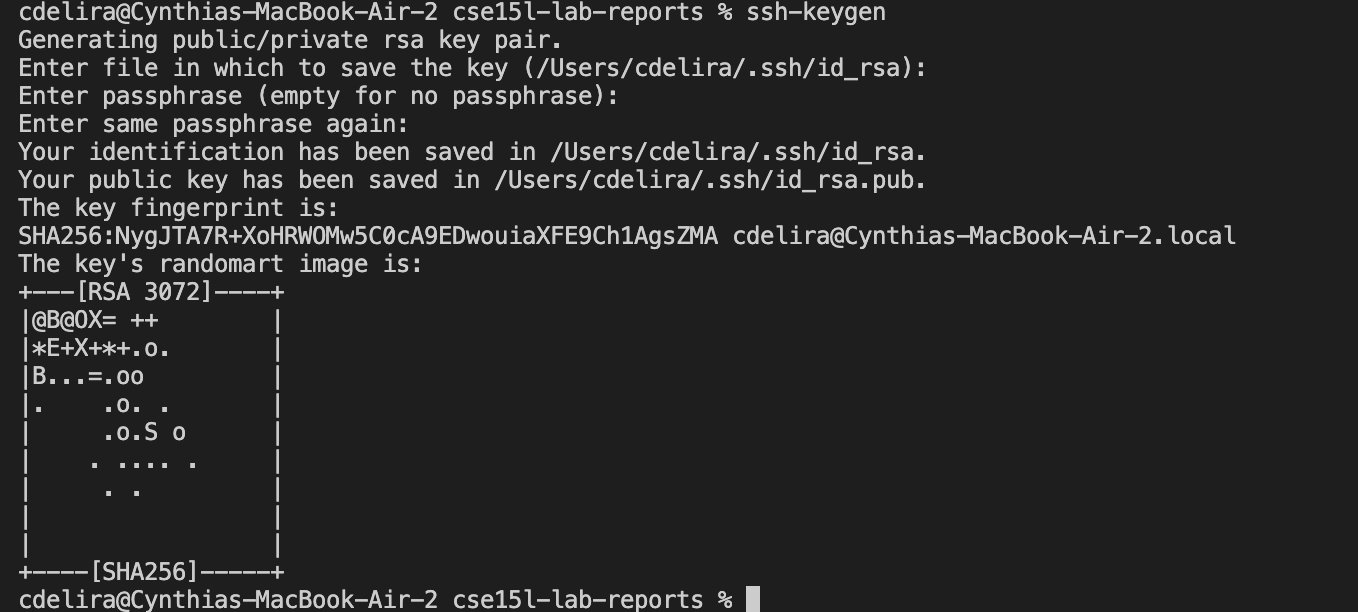 cdelira@Cynthias-MacBook-Air-2 cse15l-lab-reports % ssh-keygen
Generating public/private rsa key pair.
Enter file in which to save the key (/Users/cdelira/.ssh/id_rsa):
Enter passphrase (empty for no passphrase):
Enter same passphrase again:
Your identification has been saved in /Users/cdelira/.ssh/id_rsa.
Your public key has been saved in /Users/cdelira/.ssh/id_rsa.pub.
The key fingerprint is:
SHA256:NygJTA7R+XoHRWOMw5C0cA9EDwouiaXFE9Ch1AgsZMA cdelira@Cynthias-MacBook-Air-2.local
The key's randomart image is:
+---[RSA 3072]----+
|@B@OX= ++        |
|*E+X+*+.o.       |
|B...=.oo         |
|.    .o. .       |
|     .o.S o      |
|    . .... .     |
|     . .         |
|                 |
|                 |
+----[SHA256]-----+
cdelira@Cynthias-MacBook-Air-2 cse15l-lab-reports %